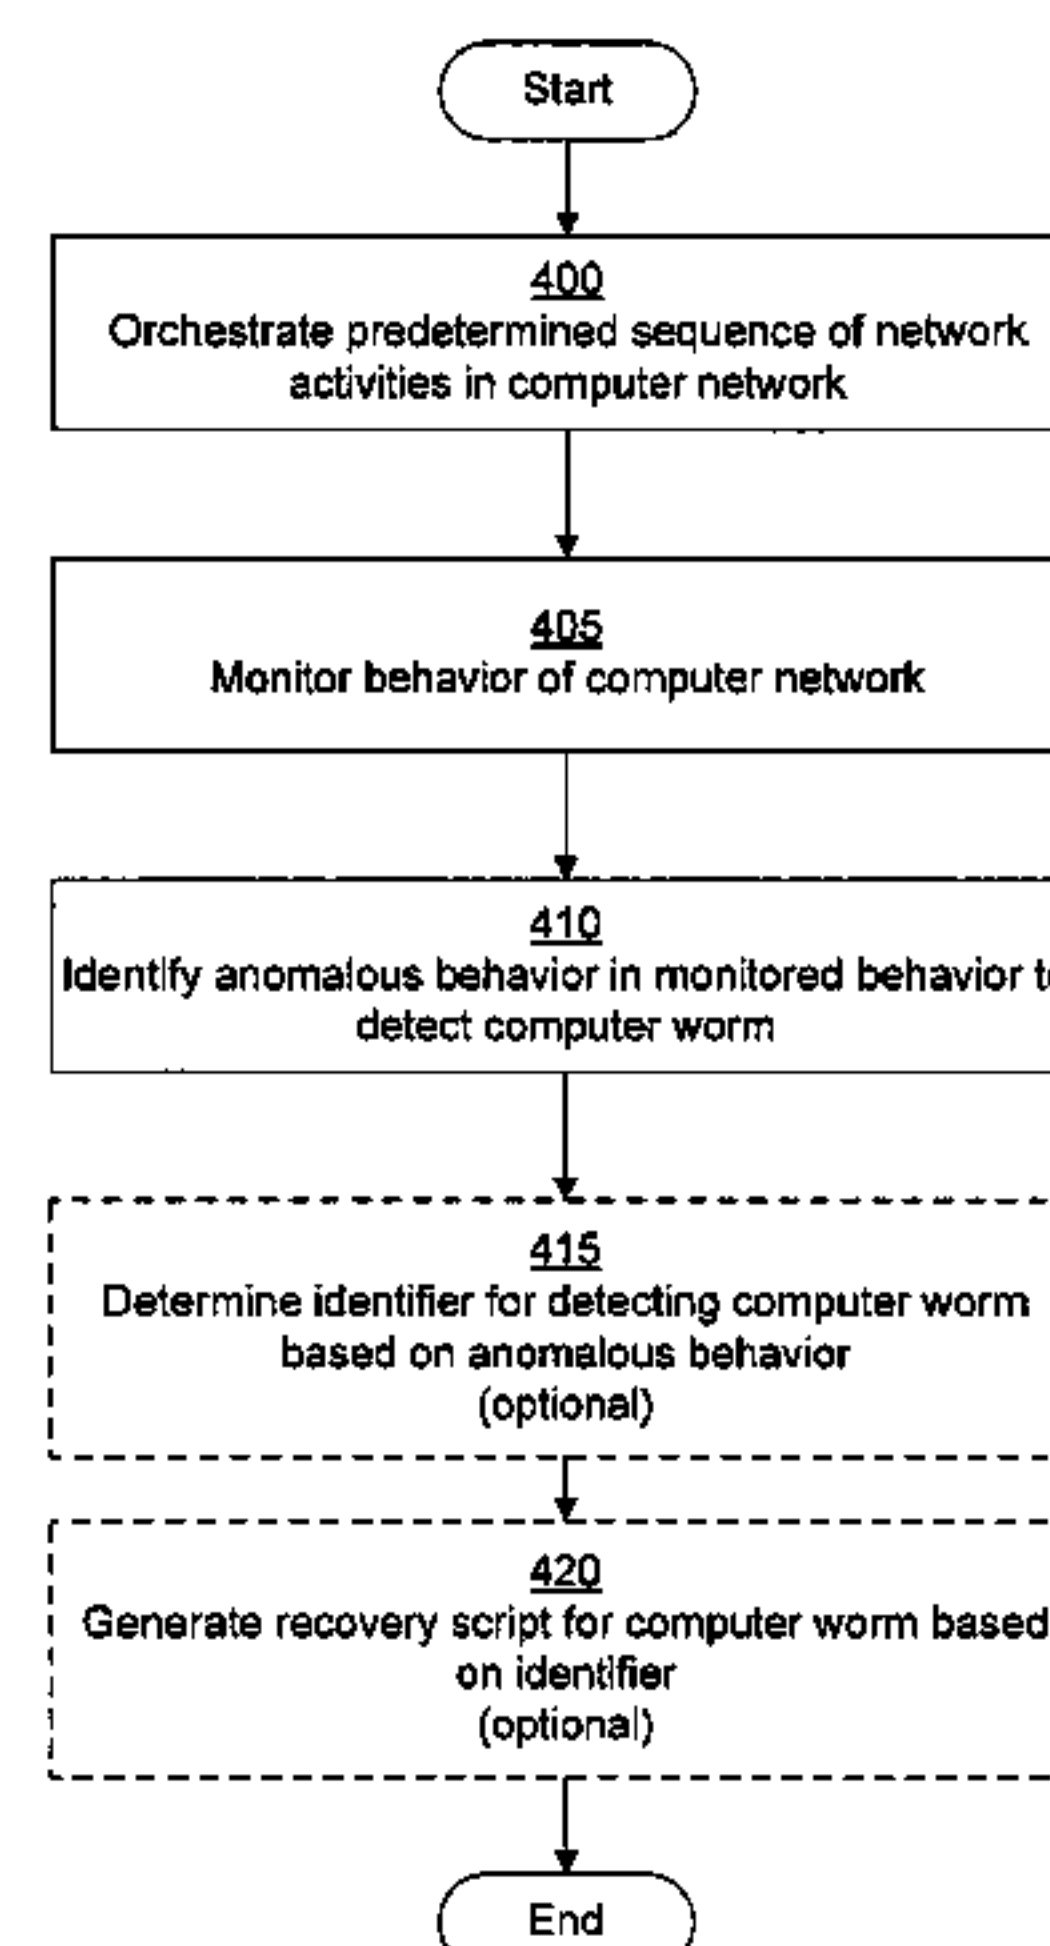 Start
400
Orchestrate predetermined sequence of network
activities in computer network
405
Monitor behavior of computer network
410
Identify anomalous behavior in monitored behavior t
detect computer worm
415
Determine identifier for detecting computer worm
based on anomalous behavior
(optional)
420
Generate recovery script for computer worm based
on identifier
(optional)
End